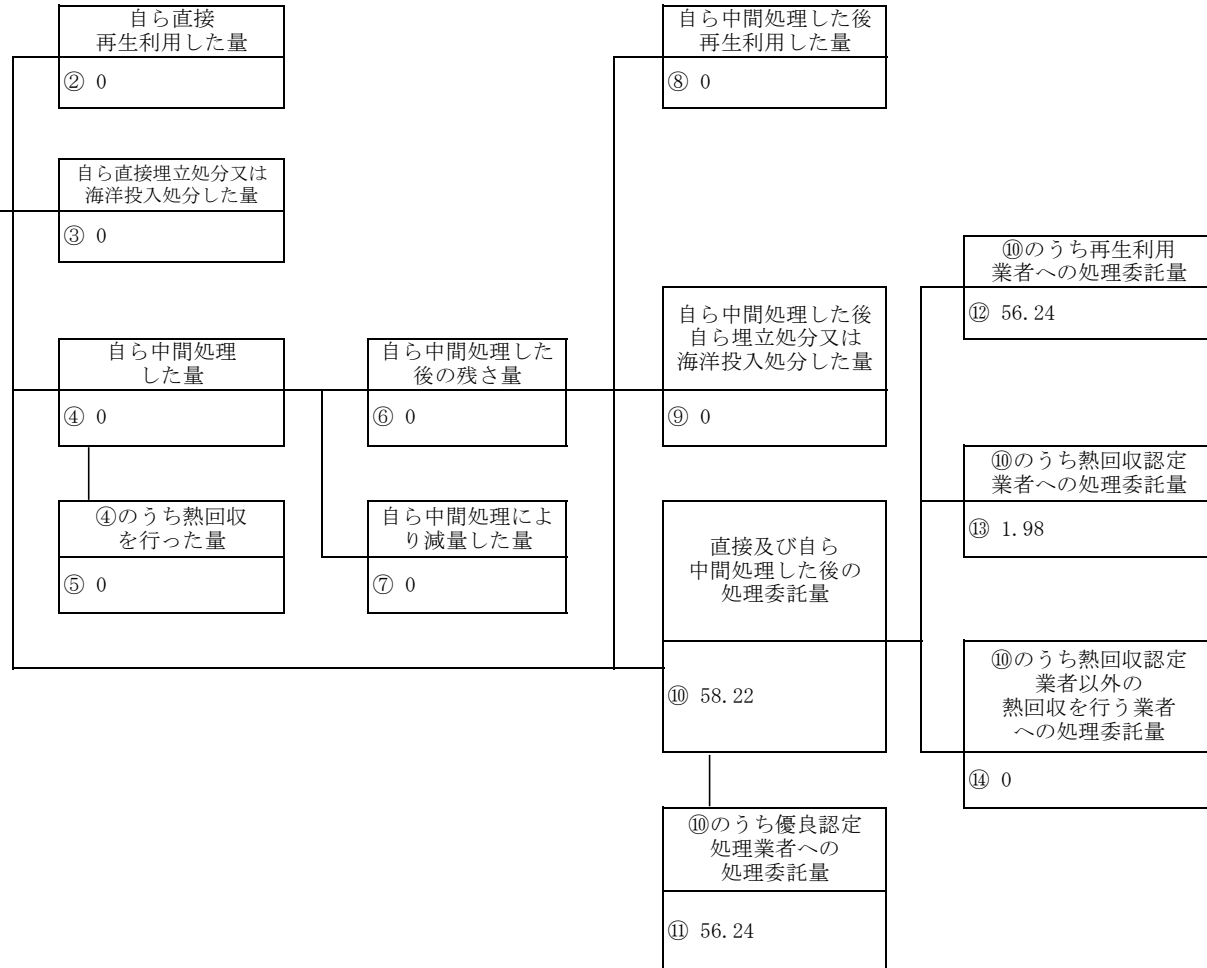 自ら直接
再生利用した量
② 0
自ら直接埋立処分又は
海洋投入処分した量
③ 0
自ら中間処理
した量
④ 0
④のうち熱回収
を行った量
⑤ 0
自ら中間処理した
後の残さ量
⑥ 0
自ら中間処理によ
り減量した量
⑦ 0
自ら中間処理した後
再生利用した量
⑧ 0
自ら中間処理した後
自ら埋立処分又は
海洋投入処分した量
⑨ 0
直接及び自ら
中間処理した後の
処理委託量
⑩ 58.22
⑩のうち優良認定
処理業者への
処理委託量
⑪ 56.24
⑩のうち再生利用
業者への処理委託量
⑫ 56.24
⑩のうち熱回収認定
業者への処理委託量
⑬ 1.98
⑩のうち熱回収認定
業者以外の
熱回収を行う業者
への処理委託量
⑭ 0